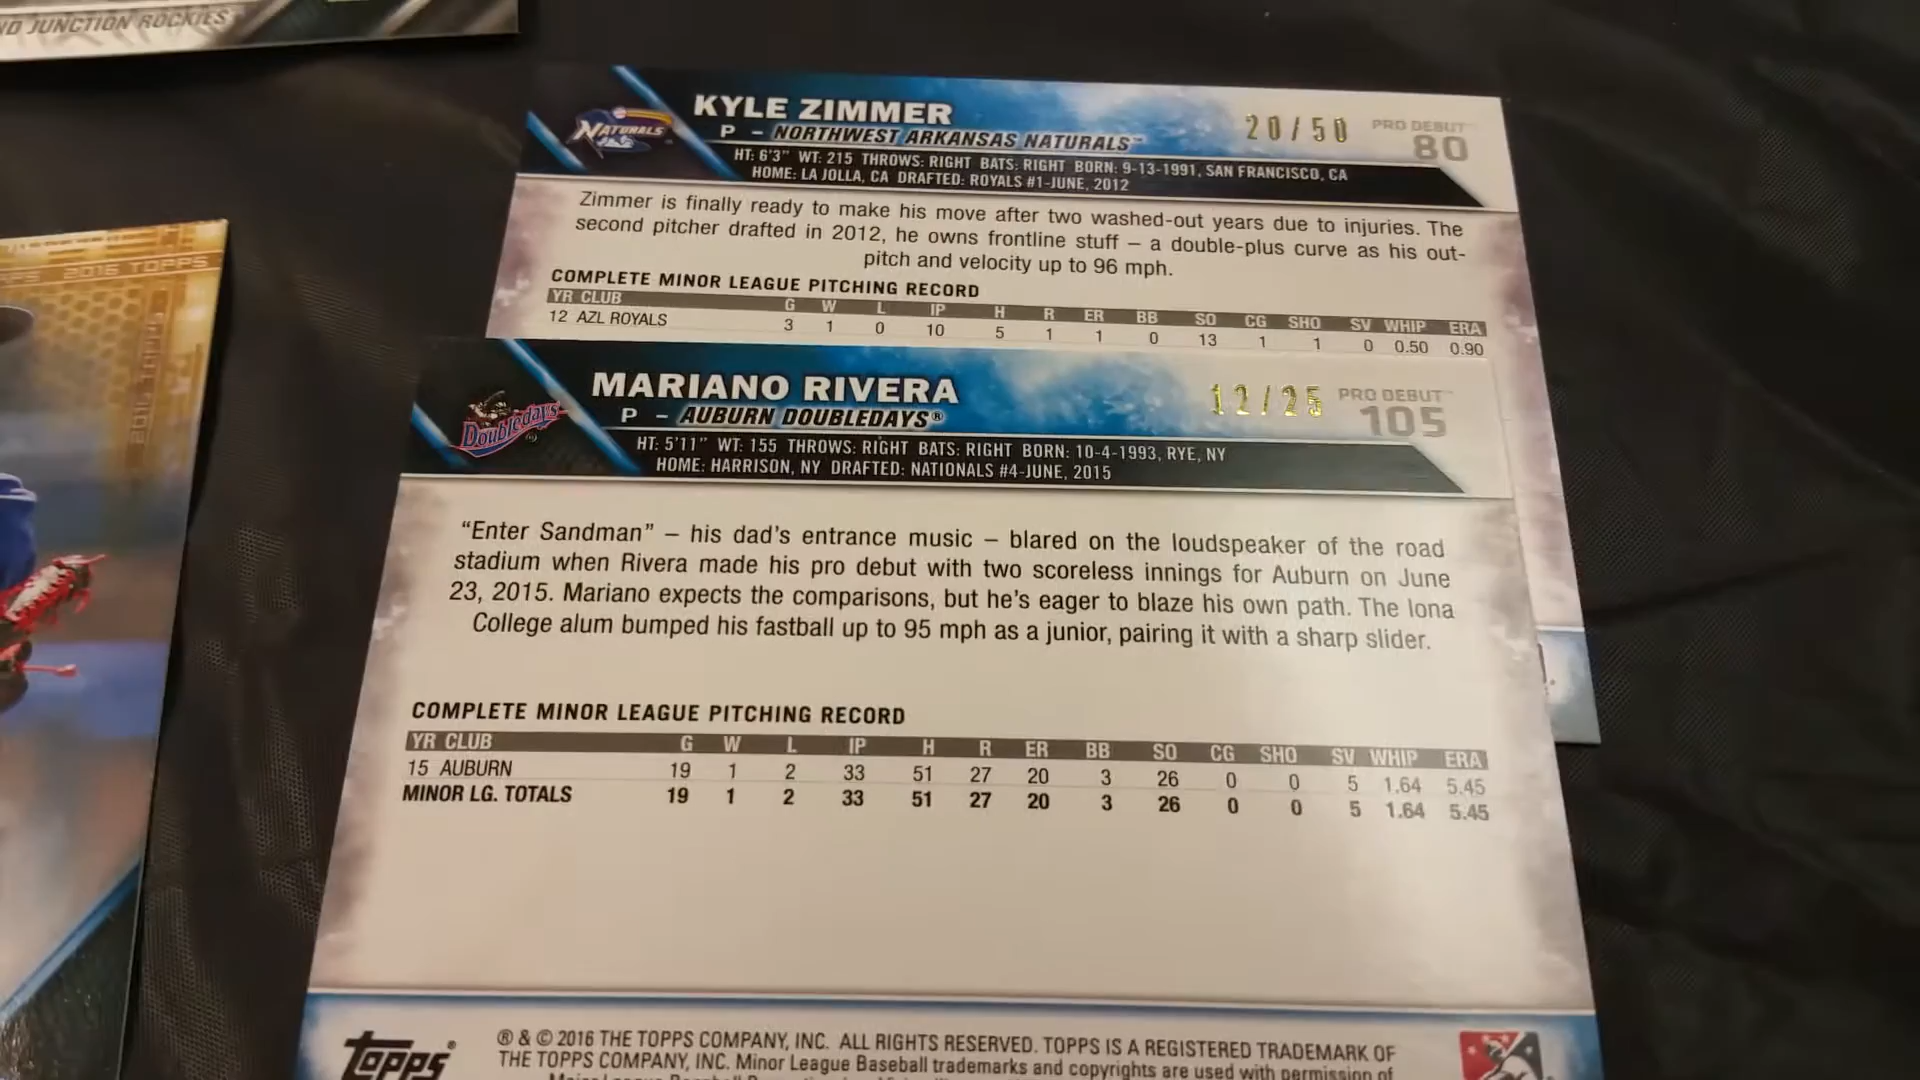 ND JUNCTION ROCKIES
2016 TOPPS
2016 TOPPS
NATURALS
KYLE ZIMMER
P – NORTHWEST ARKANSAS NATURALS™
20/50
PRO DEBUT™
80
HT: 6'3" WT: 215 THROWS: RIGHT BATS: RIGHT BORN: 9-13-1991, SAN FRANCISCO, CA
HOME: LA JOLLA, CA DRAFTED: ROYALS #1-JUNE, 2012
Zimmer is finally ready to make his move after two washed-out years due to injuries. The
second pitcher drafted in 2012, he owns frontline stuff – a double-plus curve as his out-
pitch and velocity up to 96 mph.
COMPLETE MINOR LEAGUE PITCHING RECORD
YR CLUB G W L IP H R ER BB SO CG SHO SV WHIP ERA
12 AZL ROYALS 3 1 0 10 5 1 1 0 13 1 1 0 0.50 0.90
Doubledays
MARIANO RIVERA
P – AUBURN DOUBLEDAYS®
12/25
PRO DEBUT™
105
HT: 5'11" WT: 155 THROWS: RIGHT BATS: RIGHT BORN: 10-4-1993, RYE, NY
HOME: HARRISON, NY DRAFTED: NATIONALS #4-JUNE, 2015
“Enter Sandman” – his dad’s entrance music – blared on the loudspeaker of the road
stadium when Rivera made his pro debut with two scoreless innings for Auburn on June
23, 2015. Mariano expects the comparisons, but he’s eager to blaze his own path. The Iona
College alum bumped his fastball up to 95 mph as a junior, pairing it with a sharp slider.
COMPLETE MINOR LEAGUE PITCHING RECORD
YR CLUB G W L IP H R ER BB SO CG SHO SV WHIP ERA
15 AUBURN 19 1 2 33 51 27 20 3 26 0 0 5 1.64 5.45
MINOR LG. TOTALS 19 1 2 33 51 27 20 3 26 0 0 5 1.64 5.45
topps®
® & © 2016 THE TOPPS COMPANY, INC. ALL RIGHTS RESERVED. TOPPS IS A REGISTERED TRADEMARK OF
THE TOPPS COMPANY, INC. Minor League Baseball trademarks and copyrights are used with permission of